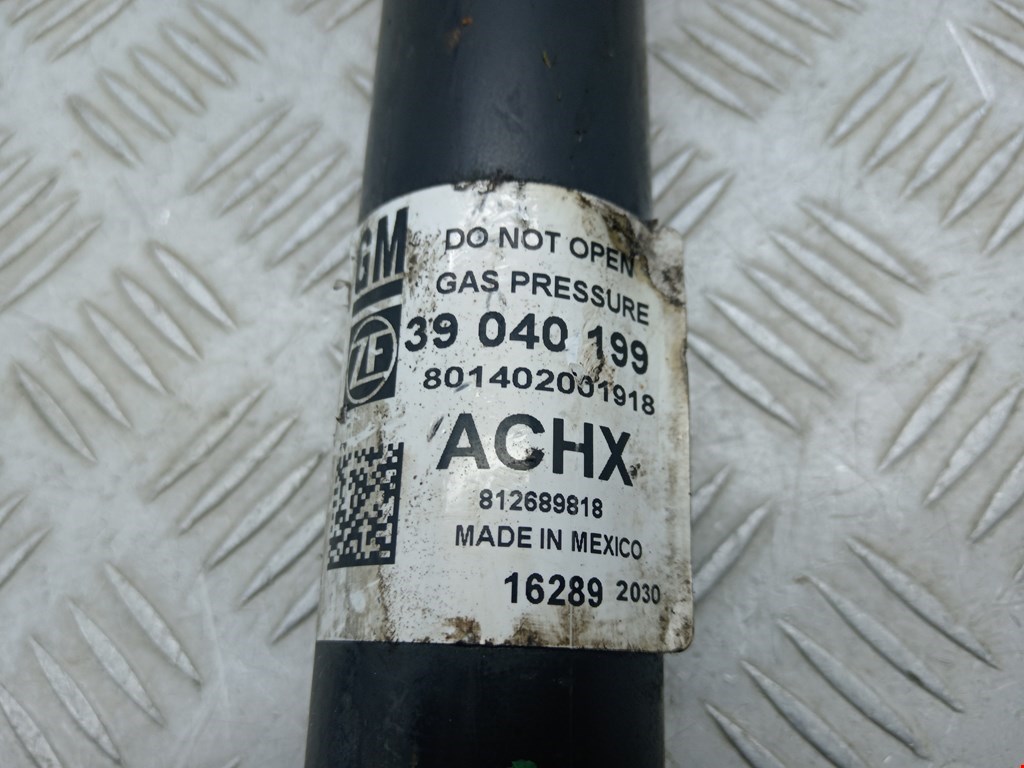 GM
DO NOT OPEN
GAS PRESSURE
ZF
39 040 199
801402001918
ACHX
812689818
MADE IN MEXICO
16289 2030